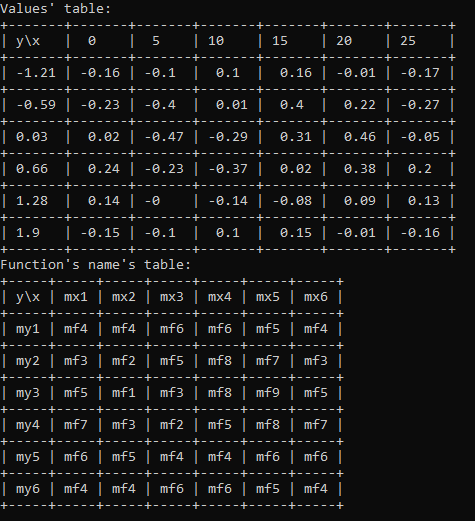 Values' table:
+-------+-------+-------+-------+-------+-------+-------+
| y\x   |  0    |  5    | 10    | 15    | 20    | 25    |
+-------+-------+-------+-------+-------+-------+-------+
| -1.21 | -0.16 | -0.1  |  0.1  |  0.16 | -0.01 | -0.17 |
+-------+-------+-------+-------+-------+-------+-------+
| -0.59 | -0.23 | -0.4  |  0.01 |  0.4  |  0.22 | -0.27 |
+-------+-------+-------+-------+-------+-------+-------+
| 0.03  |  0.02 | -0.47 | -0.29 |  0.31 |  0.46 | -0.05 |
+-------+-------+-------+-------+-------+-------+-------+
| 0.66  |  0.24 | -0.23 | -0.37 |  0.02 |  0.38 |  0.2  |
+-------+-------+-------+-------+-------+-------+-------+
| 1.28  |  0.14 | -0    | -0.14 | -0.08 |  0.09 |  0.13 |
+-------+-------+-------+-------+-------+-------+-------+
| 1.9   | -0.15 | -0.1  |  0.1  |  0.15 | -0.01 | -0.16 |
+-------+-------+-------+-------+-------+-------+-------+
Function's name's table:
+-----+-----+-----+-----+-----+-----+-----+
| y\x | mx1 | mx2 | mx3 | mx4 | mx5 | mx6 |
+-----+-----+-----+-----+-----+-----+-----+
| my1 | mf4 | mf4 | mf6 | mf6 | mf5 | mf4 |
+-----+-----+-----+-----+-----+-----+-----+
| my2 | mf3 | mf2 | mf5 | mf8 | mf7 | mf3 |
+-----+-----+-----+-----+-----+-----+-----+
| my3 | mf5 | mf1 | mf3 | mf8 | mf9 | mf5 |
+-----+-----+-----+-----+-----+-----+-----+
| my4 | mf7 | mf3 | mf2 | mf5 | mf8 | mf7 |
+-----+-----+-----+-----+-----+-----+-----+
| my5 | mf6 | mf5 | mf4 | mf4 | mf6 | mf6 |
+-----+-----+-----+-----+-----+-----+-----+
| my6 | mf4 | mf4 | mf6 | mf6 | mf5 | mf4 |
+-----+-----+-----+-----+-----+-----+-----+